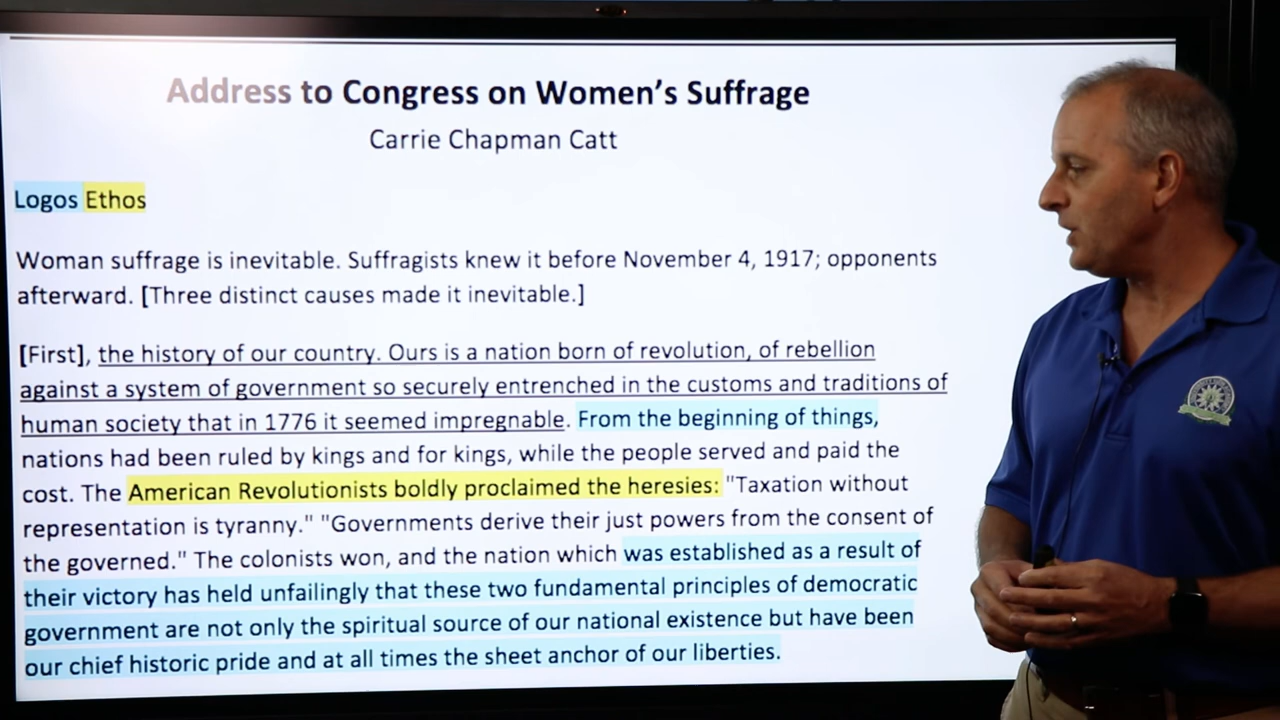 Address to Congress on Women’s Suffrage
Carrie Chapman Catt
Logos Ethos
Woman suffrage is inevitable. Suffragists knew it before November 4, 1917; opponents
afterward. [Three distinct causes made it inevitable.]
[First], the history of our country. Ours is a nation born of revolution, of rebellion
against a system of government so securely entrenched in the customs and traditions of
human society that in 1776 it seemed impregnable. From the beginning of things,
nations had been ruled by kings and for kings, while the people served and paid the
cost. The American Revolutionists boldly proclaimed the heresies: "Taxation without
representation is tyranny." "Governments derive their just powers from the consent of
the governed." The colonists won, and the nation which was established as a result of
their victory has held unfailingly that these two fundamental principles of democratic
government are not only the spiritual source of our national existence but have been
our chief historic pride and at all times the sheet anchor of our liberties.